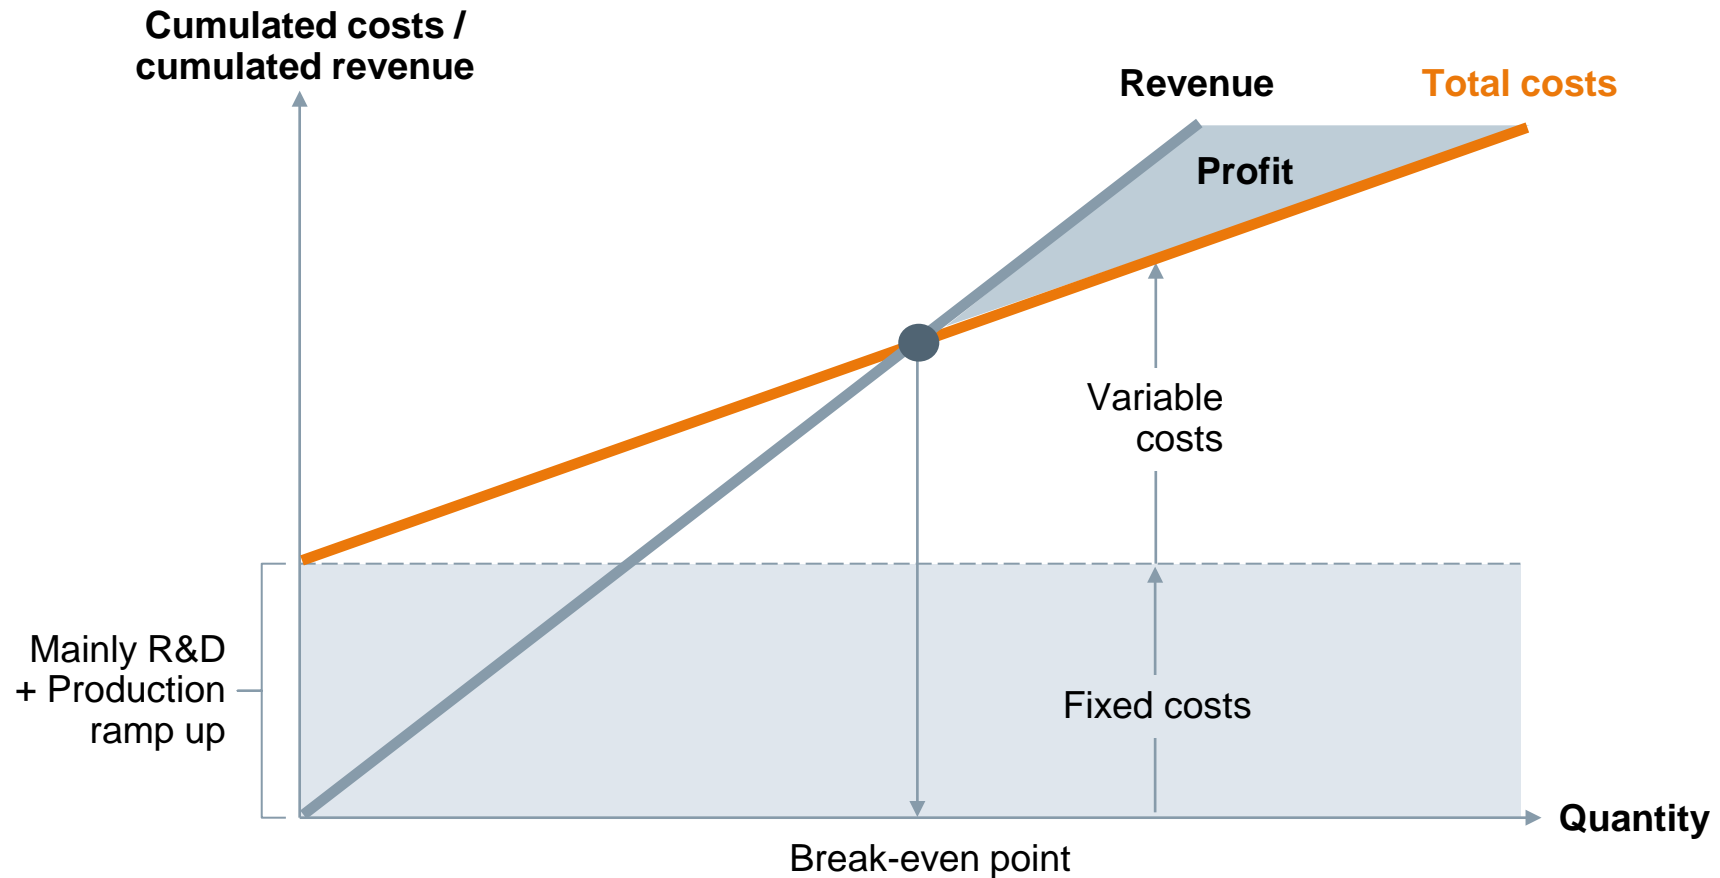 Cumulated costs /
cumulated revenue
Revenue
Total costs
Profit
Variable
costs
Mainly R&D
+ Production
ramp up
Fixed costs
Quantity
Break-even point